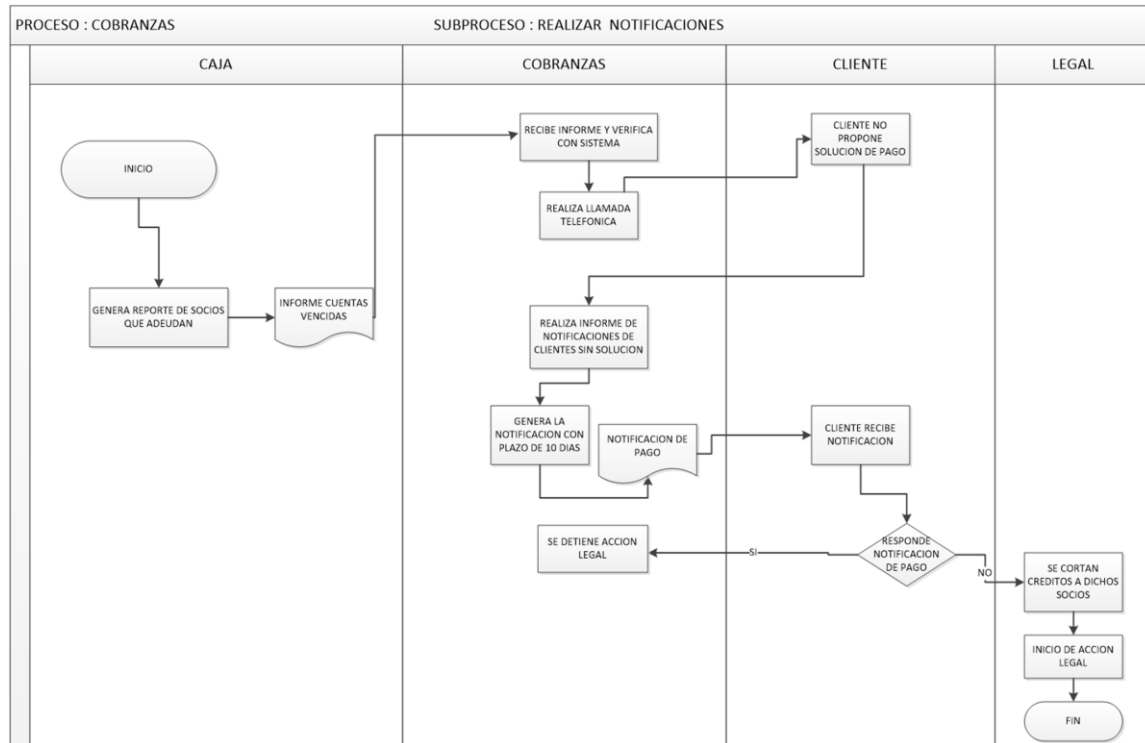 PROCESO : COBRANZAS
SUBPROCESO : REALIZAR NOTIFICACIONES
CAJA
COBRANZAS
CLIENTE
LEGAL
INICIO
GENERA REPORTE DE SOCIOS
QUE ADEUDAN
INFORME CUENTAS
VENCIDAS
RECIBE INFORME Y VERIFICA
CON SISTEMA
REALIZA LLAMADA
TELEFONICA
CLIENTE NO
PROPONE
SOLUCION DE PAGO
REALIZA INFORME DE
NOTIFICACIONES DE
CLIENTES SIN SOLUCION
GENERA LA
NOTIFICACION CON
PLAZO DE 10 DIAS
NOTIFICACION DE
PAGO
CLIENTE RECIBE
NOTIFICACION
RESPONDE
NOTIFICACION
DE PAGO
SI
SE DETIENE ACCION
LEGAL
NO
SE CORTAN
CREDITOS A DICHOS
SOCIOS
INICIO DE ACCION
LEGAL
FIN